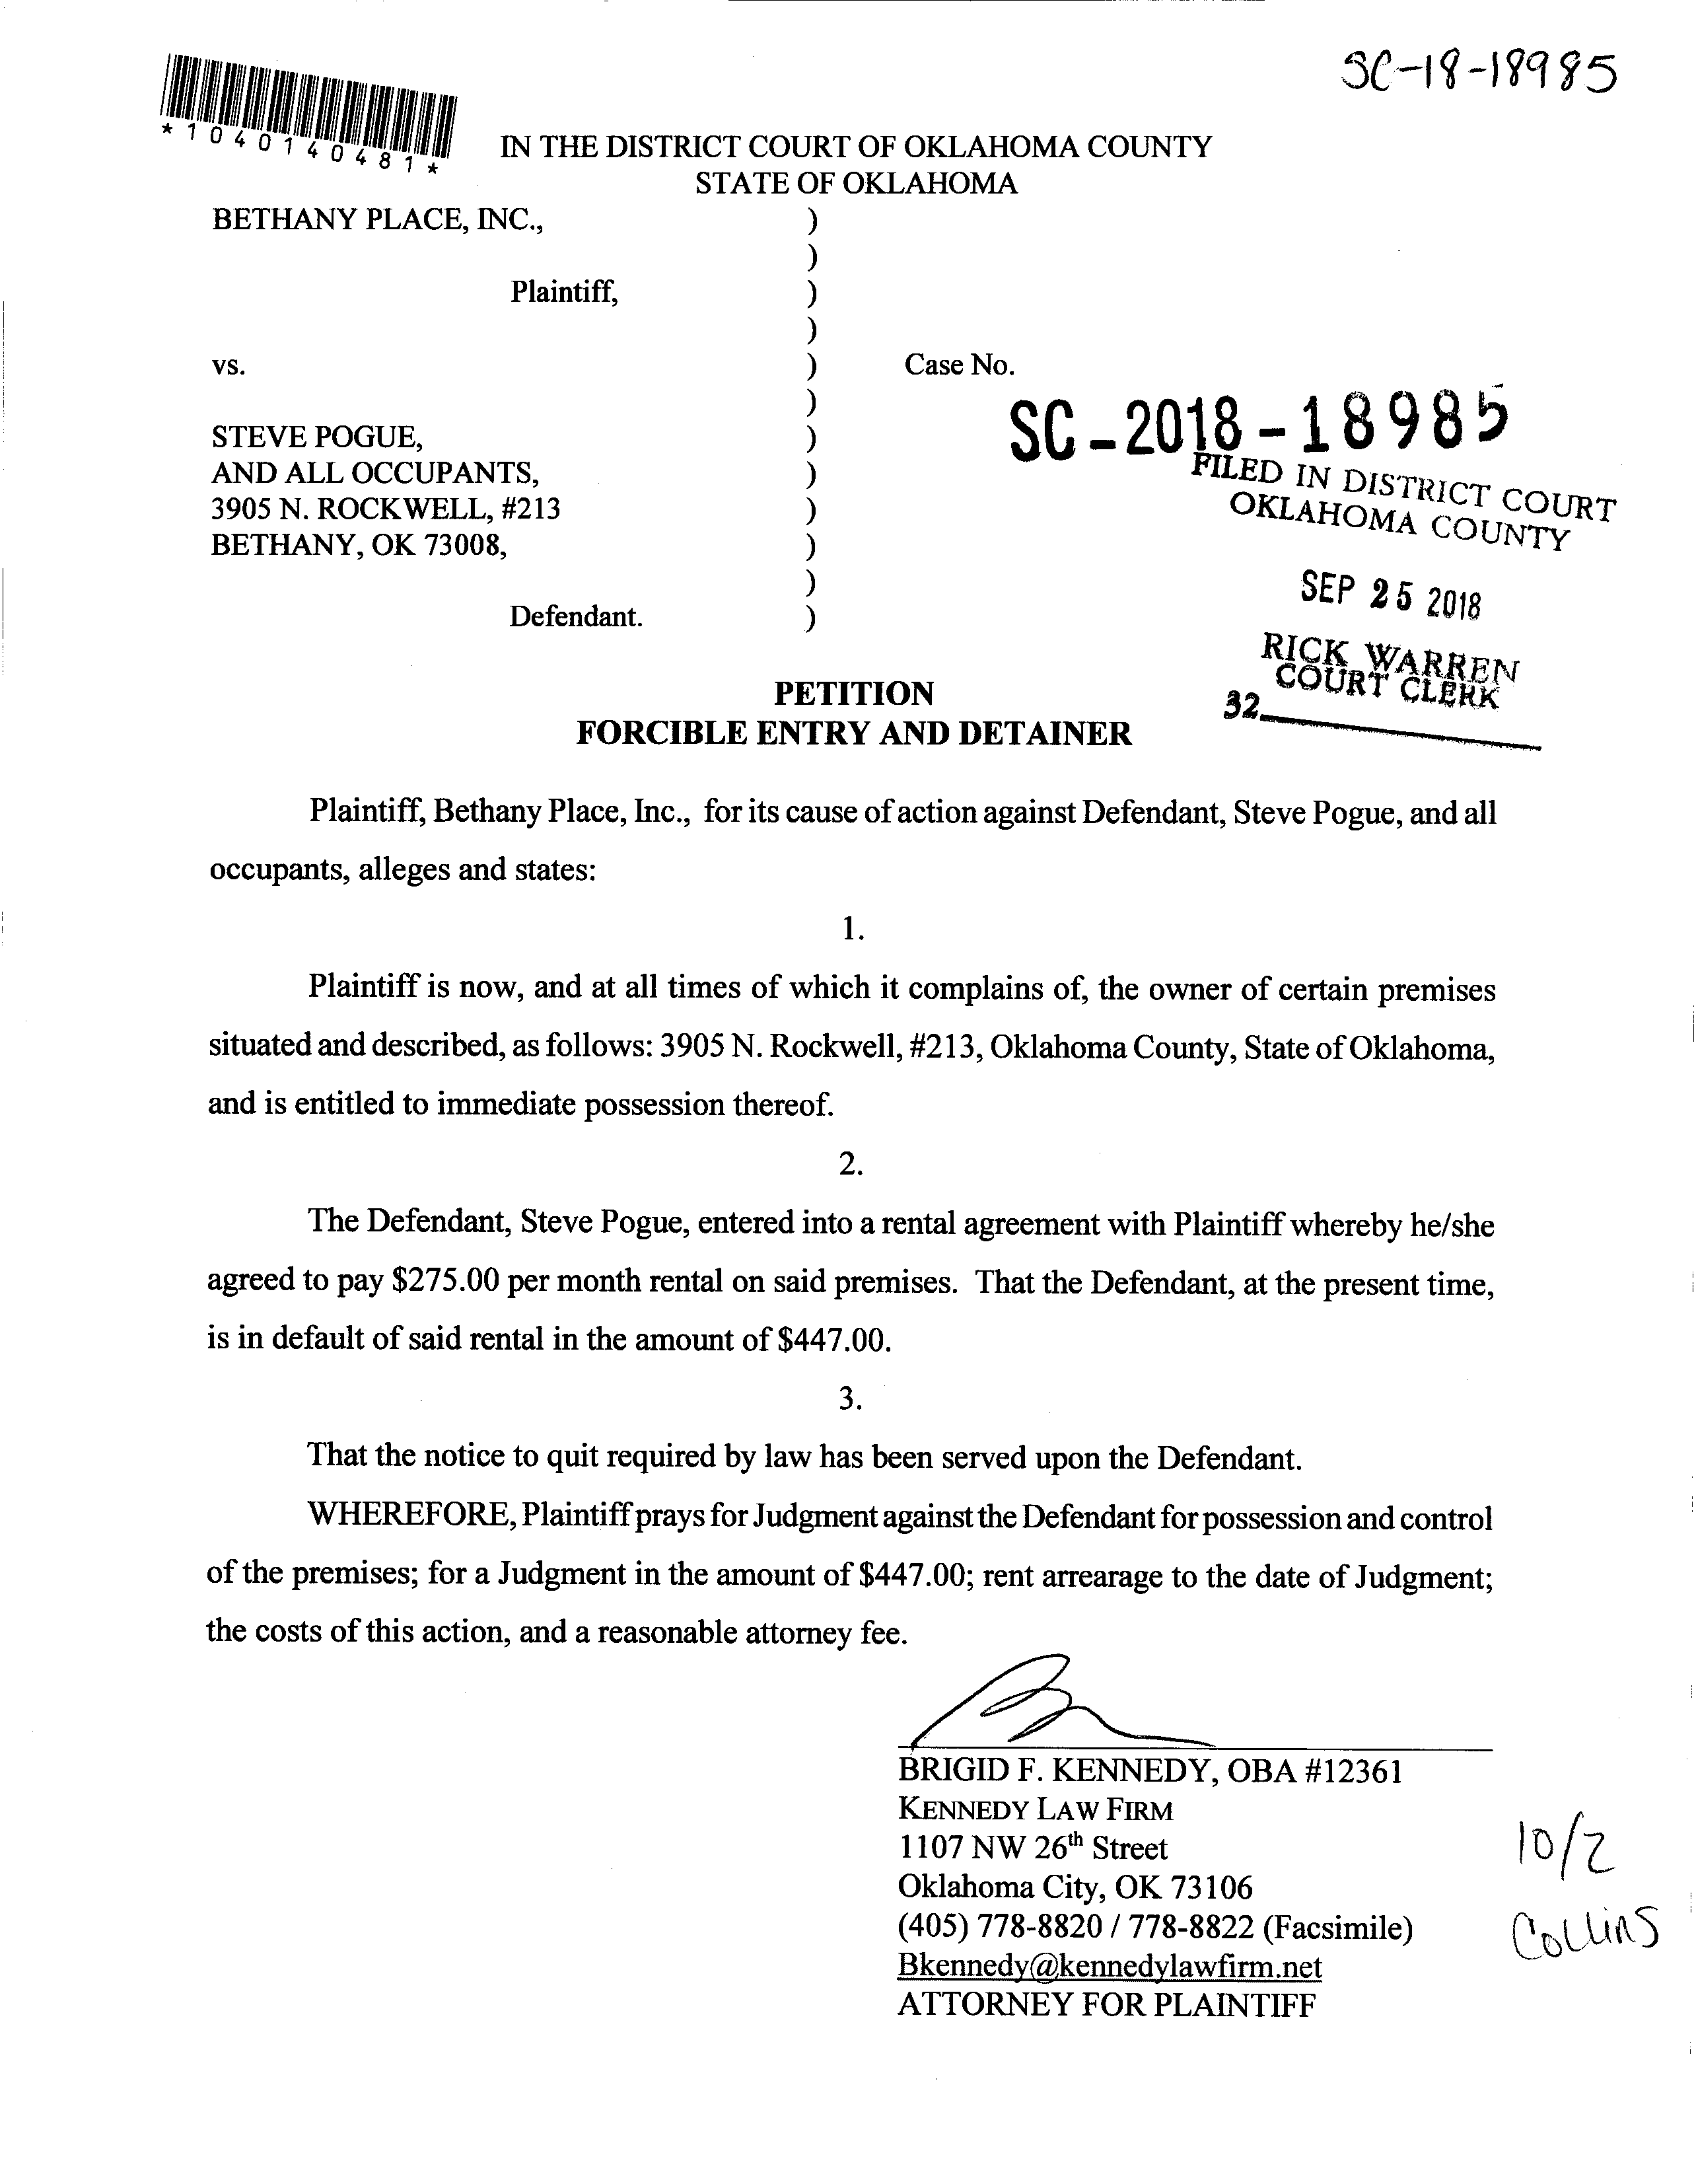 SC-18-18985
*1040140481*
IN THE DISTRICT COURT OF OKLAHOMA COUNTY
STATE OF OKLAHOMA
BETHANY PLACE, INC., )
)
Plaintiff, )
)
vs. ) Case No.
)
SC-2018-18985
STEVE POGUE, )
AND ALL OCCUPANTS, )
3905 N. ROCKWELL, #213 )
BETHANY, OK 73008, )
)
Defendant. )
FILED IN DISTRICT COURT
OKLAHOMA COUNTY
SEP 25 2018
RICK WARREN
COURT CLERK
32
PETITION
FORCIBLE ENTRY AND DETAINER
Plaintiff, Bethany Place, Inc., for its cause of action against Defendant, Steve Pogue, and all
occupants, alleges and states:
1.
Plaintiff is now, and at all times of which it complains of, the owner of certain premises
situated and described, as follows: 3905 N. Rockwell, #213, Oklahoma County, State of Oklahoma,
and is entitled to immediate possession thereof.
2.
The Defendant, Steve Pogue, entered into a rental agreement with Plaintiff whereby he/she
agreed to pay $275.00 per month rental on said premises. That the Defendant, at the present time,
is in default of said rental in the amount of $447.00.
3.
That the notice to quit required by law has been served upon the Defendant.
WHEREFORE, Plaintiff prays for Judgment against the Defendant for possession and control
of the premises; for a Judgment in the amount of $447.00; rent arrearage to the date of Judgment;
the costs of this action, and a reasonable attorney fee.
BRIGID F. KENNEDY, OBA #12361
KENNEDY LAW FIRM
1107 NW 26th Street
Oklahoma City, OK 73106
(405) 778-8820 / 778-8822 (Facsimile)
Bkennedy@kennedylawfirm.net
ATTORNEY FOR PLAINTIFF
10/2
Collins